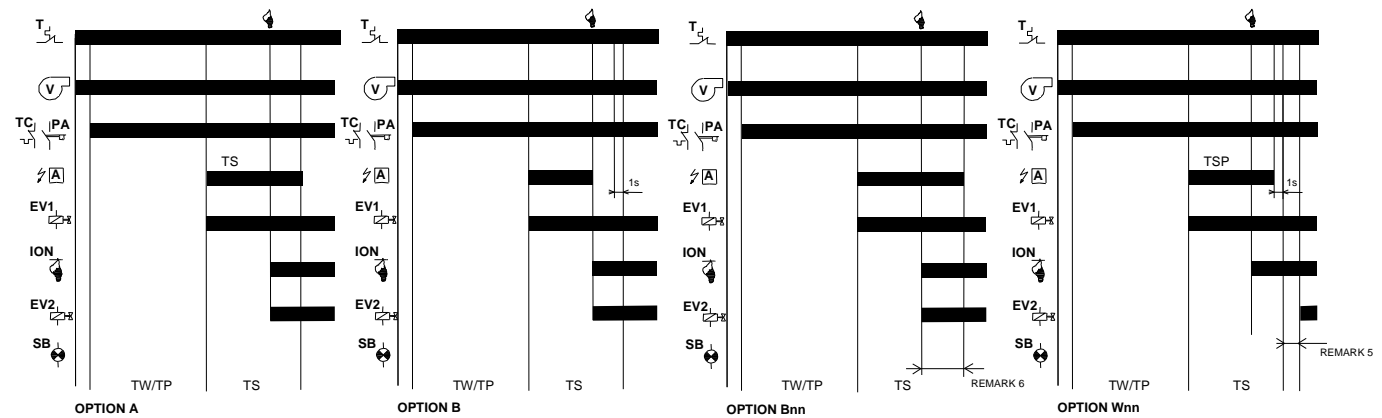 T
V
TC PA
TS
A
EV1
ION
EV2
SB
TW/TP TS
OPTION A
T
V
TC PA
A
1s
EV1
ION
EV2
SB
TW/TP TS
OPTION B
T
V
TC PA
A
EV1
ION
EV2
SB
TW/TP TS REMARK 6
OPTION Bnn
T
V
TC PA
TSP
A
1s
EV1
ION
EV2
SB
REMARK 5
TW/TP TS
OPTION Wnn